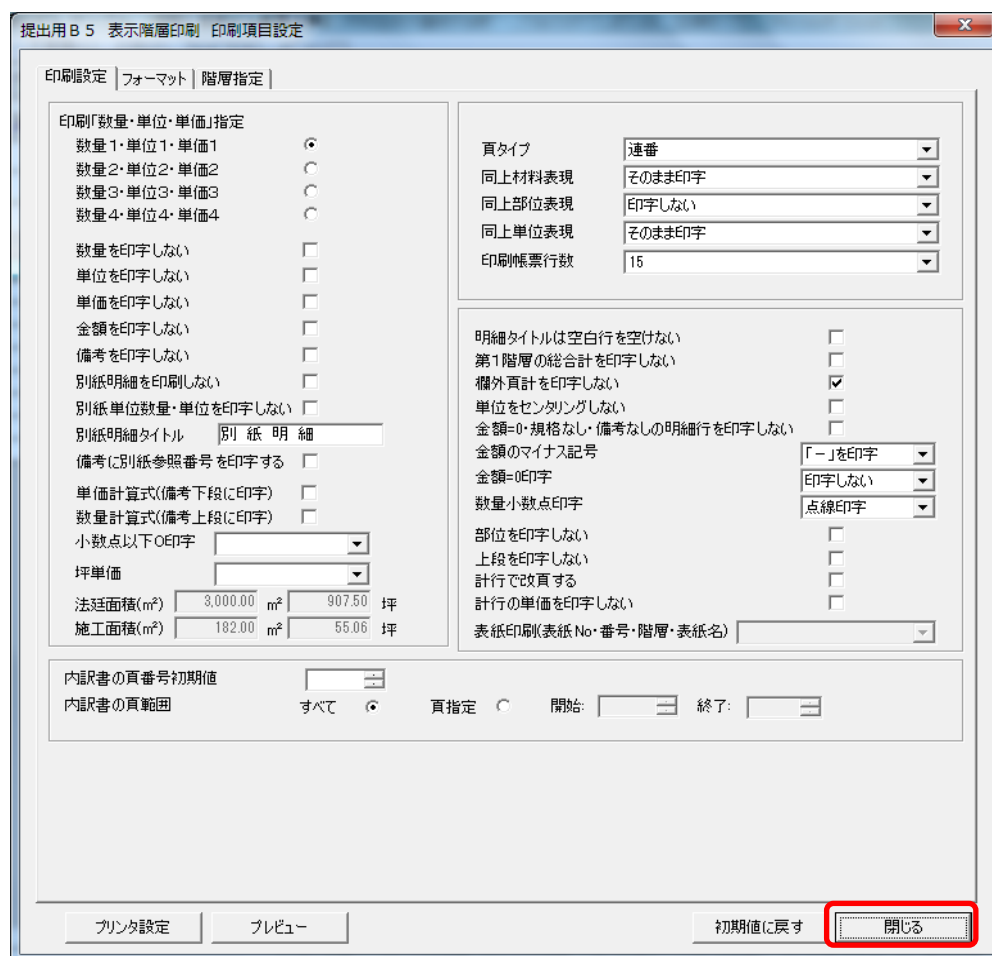 提出用Ｂ５ 表示階層印刷 印刷項目設定
印刷設定 フォーマット 階層指定
印刷「数量・単位・単価」指定
数量1・単位1・単価1
数量2・単位2・単価2
数量3・単位3・単価3
数量4・単位4・単価4
数量を印字しない
単位を印字しない
単価を印字しない
金額を印字しない
備考を印字しない
別紙明細を印刷しない
別紙単位数量・単位を印字しない
別紙明細タイトル 別 紙 明 細
備考に別紙参照番号を印字する
単価計算式(備考下段に印字)
数量計算式(備考上段に印字)
小数点以下0印字
坪単価
法廷面積(m²) 3,000.00 m² 907.50 坪
施工面積(m²) 182.00 m² 55.06 坪
頁タイプ 連番
同上材料表現 そのまま印字
同上部位表現 印字しない
同上単位表現 そのまま印字
印刷帳票行数 15
明細タイトルは空白行を空けない
第1階層の総合計を印字しない
欄外頁計を印字しない
単位をセンタリングしない
金額=0・規格なし・備考なしの明細行を印字しない
金額のマイナス記号 「－」を印字
金額=0印字 印字しない
数量小数点印字 点線印字
部位を印字しない
上段を印字しない
計行で改頁する
計行の単価を印字しない
表紙印刷(表紙No・番号・階層・表紙名)
内訳書の頁番号初期値
内訳書の頁範囲 すべて 頁指定 開始: 終了:
プリンタ設定 プレビュー 初期値に戻す 閉じる